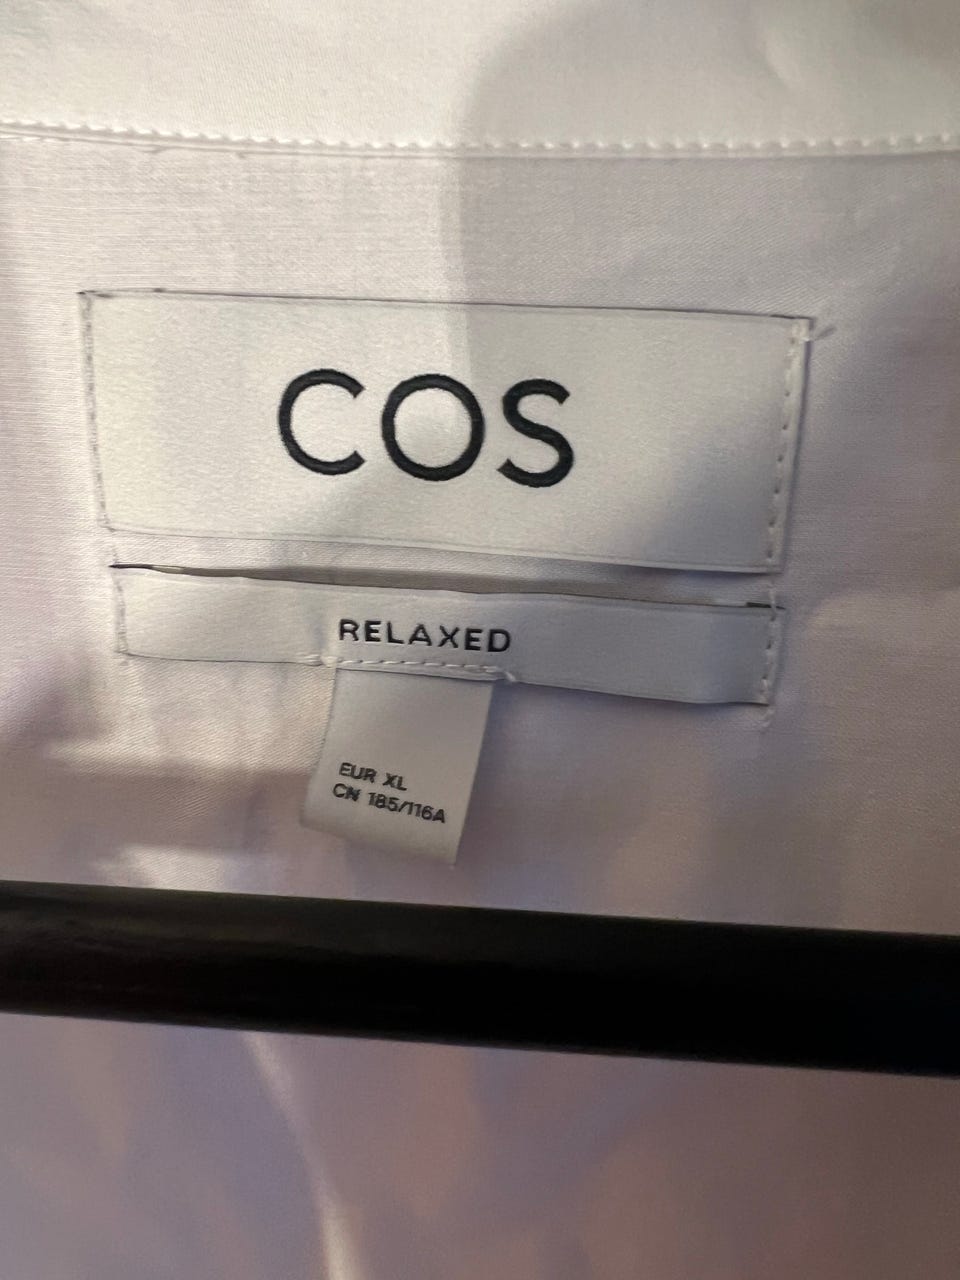 COS
RELAXED
EUR XL
CN 185/116A